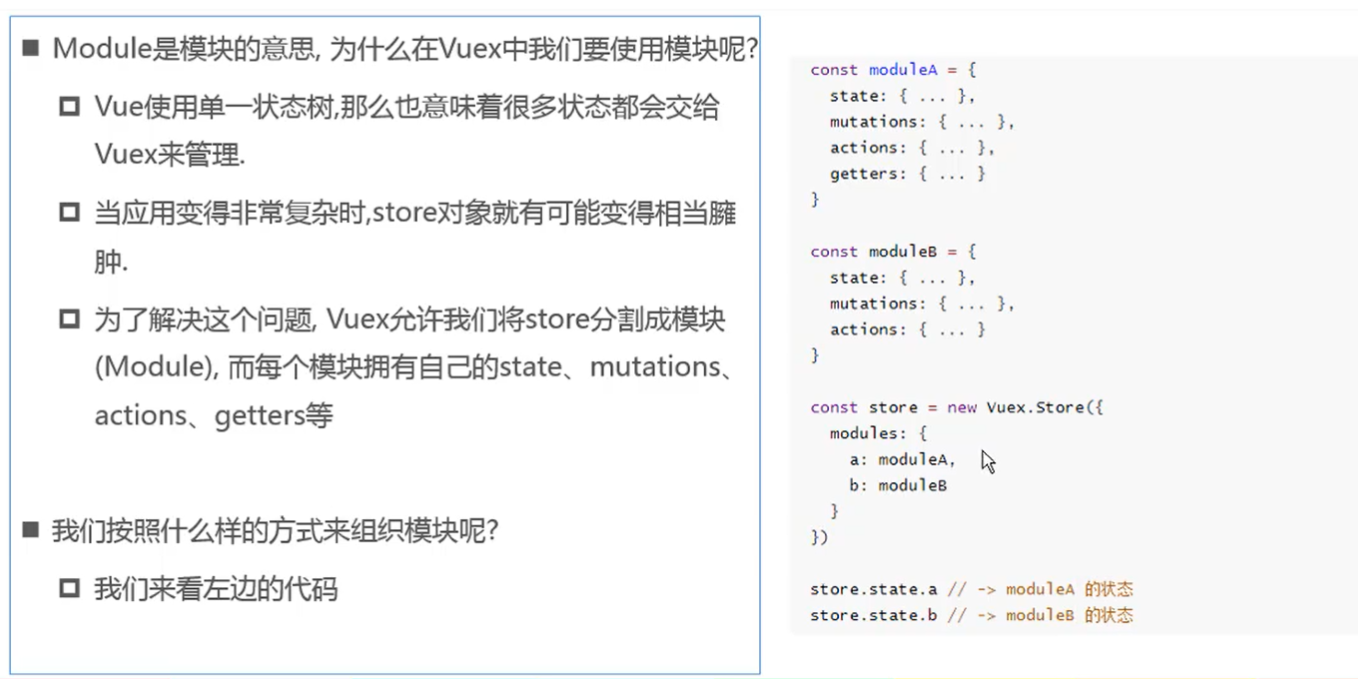 Module是模块的意思, 为什么在Vuex中我们要使用模块呢?
Vue使用单一状态树,那么也意味着很多状态都会交给
Vuex来管理.
当应用变得非常复杂时,store对象就有可能变得相当臃
肿.
为了解决这个问题, Vuex允许我们将store分割成模块
(Module), 而每个模块拥有自己的state、mutations、
actions、getters等
我们按照什么样的方式来组织模块呢?
我们来看左边的代码
const moduleA = {
  state: { ... },
  mutations: { ... },
  actions: { ... },
  getters: { ... }
}
const moduleB = {
  state: { ... },
  mutations: { ... },
  actions: { ... }
}
const store = new Vuex.Store({
  modules: {
    a: moduleA,
    b: moduleB
  }
})
store.state.a // -> moduleA 的状态
store.state.b // -> moduleB 的状态